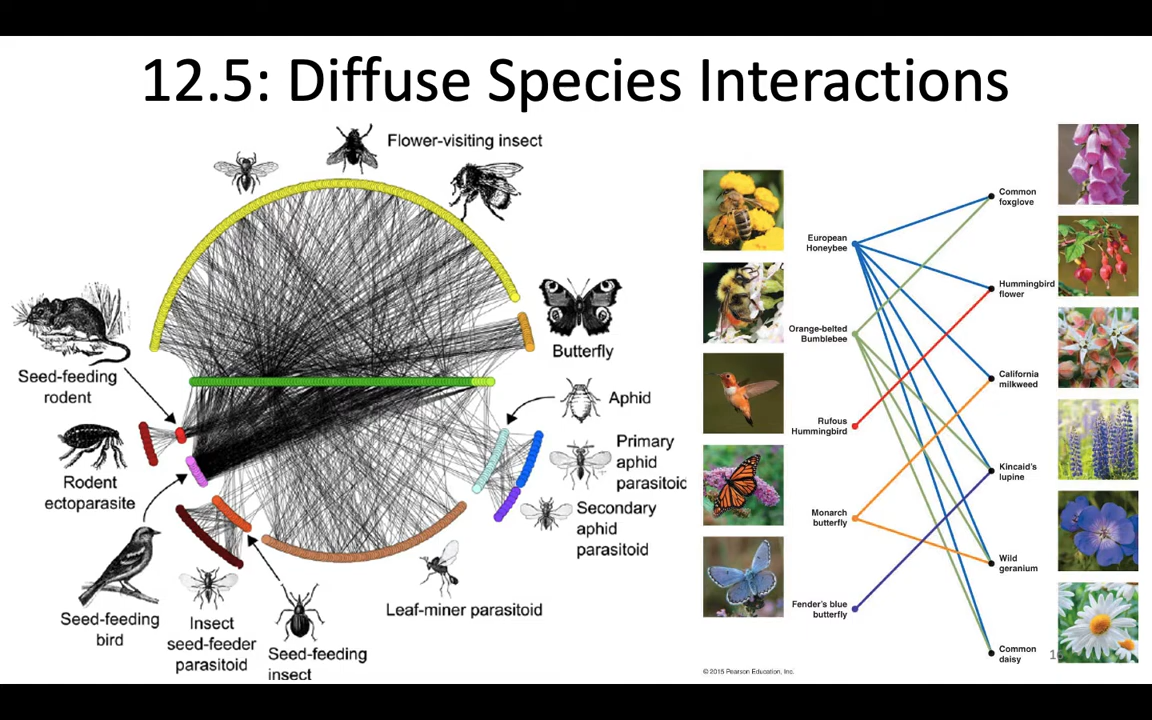 12.5: Diffuse Species Interactions
Flower-visiting insect
Butterfly
Seed-feeding
rodent
Aphid
Primary
aphid
parasitoid
Rodent
ectoparasite
Secondary
aphid
parasitoid
Leaf-miner parasitoid
Seed-feeding
bird
Insect
seed-feeder
parasitoid
Seed-feeding
insect
European
Honeybee
Orange-belted
Bumblebee
Rufous
Hummingbird
Monarch
butterfly
Fender's blue
butterfly
Common
foxglove
Hummingbird
flower
California
milkweed
Kincaid's
lupine
Wild
geranium
Common
daisy
© 2015 Pearson Education, Inc.